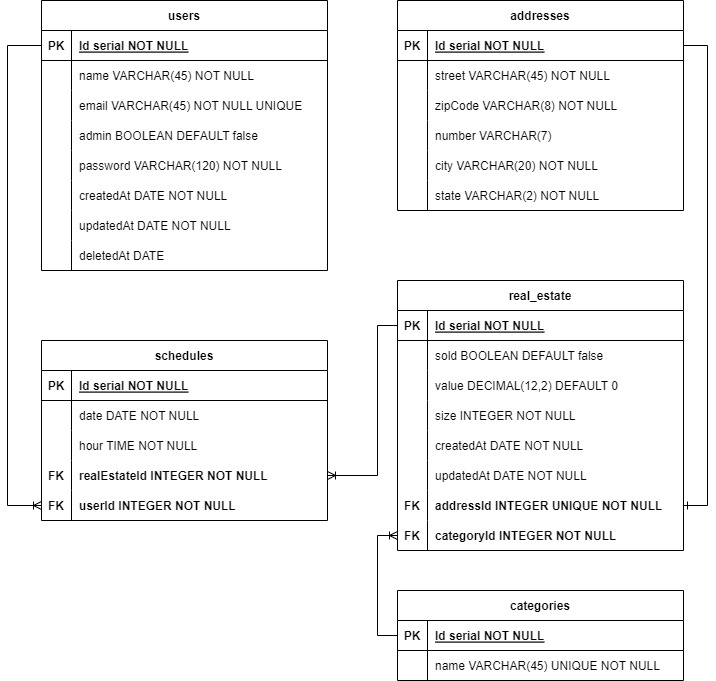 users
PK Id serial NOT NULL
name VARCHAR(45) NOT NULL
email VARCHAR(45) NOT NULL UNIQUE
admin BOOLEAN DEFAULT false
password VARCHAR(120) NOT NULL
createdAt DATE NOT NULL
updatedAt DATE NOT NULL
deletedAt DATE
addresses
PK Id serial NOT NULL
street VARCHAR(45) NOT NULL
zipCode VARCHAR(8) NOT NULL
number VARCHAR(7)
city VARCHAR(20) NOT NULL
state VARCHAR(2) NOT NULL
schedules
PK Id serial NOT NULL
date DATE NOT NULL
hour TIME NOT NULL
FK realEstateId INTEGER NOT NULL
FK userId INTEGER NOT NULL
real_estate
PK Id serial NOT NULL
sold BOOLEAN DEFAULT false
value DECIMAL(12,2) DEFAULT 0
size INTEGER NOT NULL
createdAt DATE NOT NULL
updatedAt DATE NOT NULL
FK addressId INTEGER UNIQUE NOT NULL
FK categoryId INTEGER NOT NULL
categories
PK Id serial NOT NULL
name VARCHAR(45) UNIQUE NOT NULL